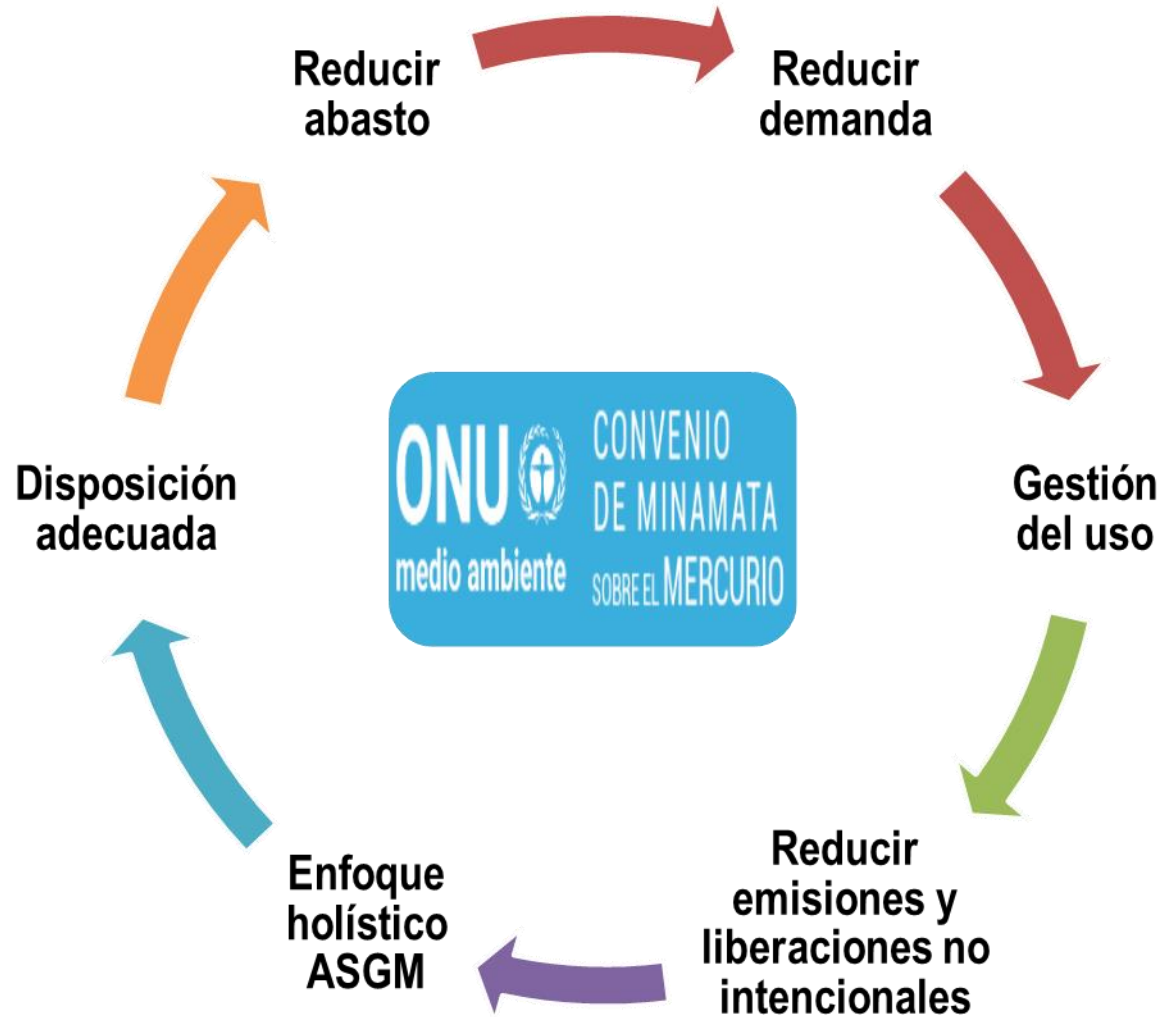 Reducir
abasto
Reducir
demanda
Gestión
del uso
Reducir
emisiones y
liberaciones no
intencionales
Enfoque
holístico
ASGM
Disposición
adecuada
ONU
medio ambiente
CONVENIO
DE MINAMATA
SOBRE EL MERCURIO